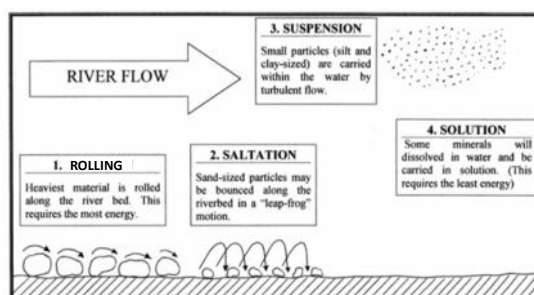 3. SUSPENSION
Small particles (silt and
clay-sized) are carried
within the water by
turbulent flow.
RIVER FLOW
4. SOLUTION
Some minerals will
dissolved in water and be
carried in solution. (This
requires the least energy)
1. ROLLING
Heaviest material is rolled
along the river bed. This
requires the most energy.
2. SALTATION
Sand-sized particles may
be bounced along the
riverbed in a "leap-frog"
motion.